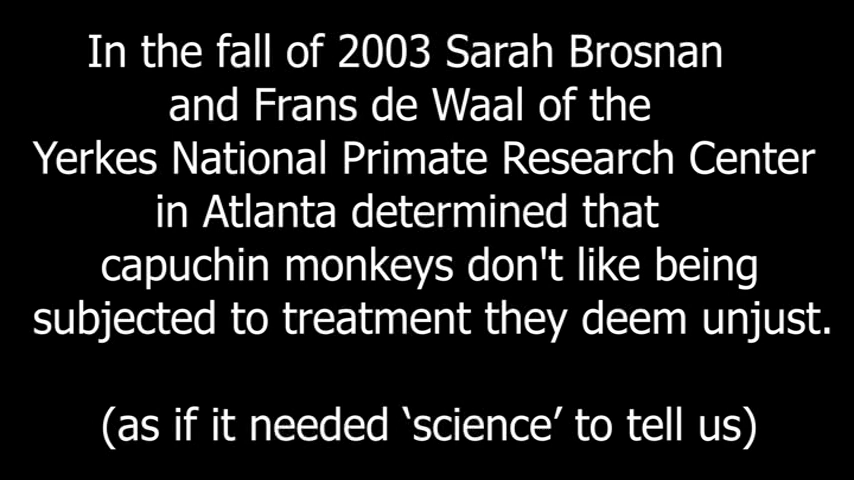 In the fall of 2003 Sarah Brosnan
and Frans de Waal of the
Yerkes National Primate Research Center
in Atlanta determined that
capuchin monkeys don't like being
subjected to treatment they deem unjust.
(as if it needed ‘science’ to tell us)